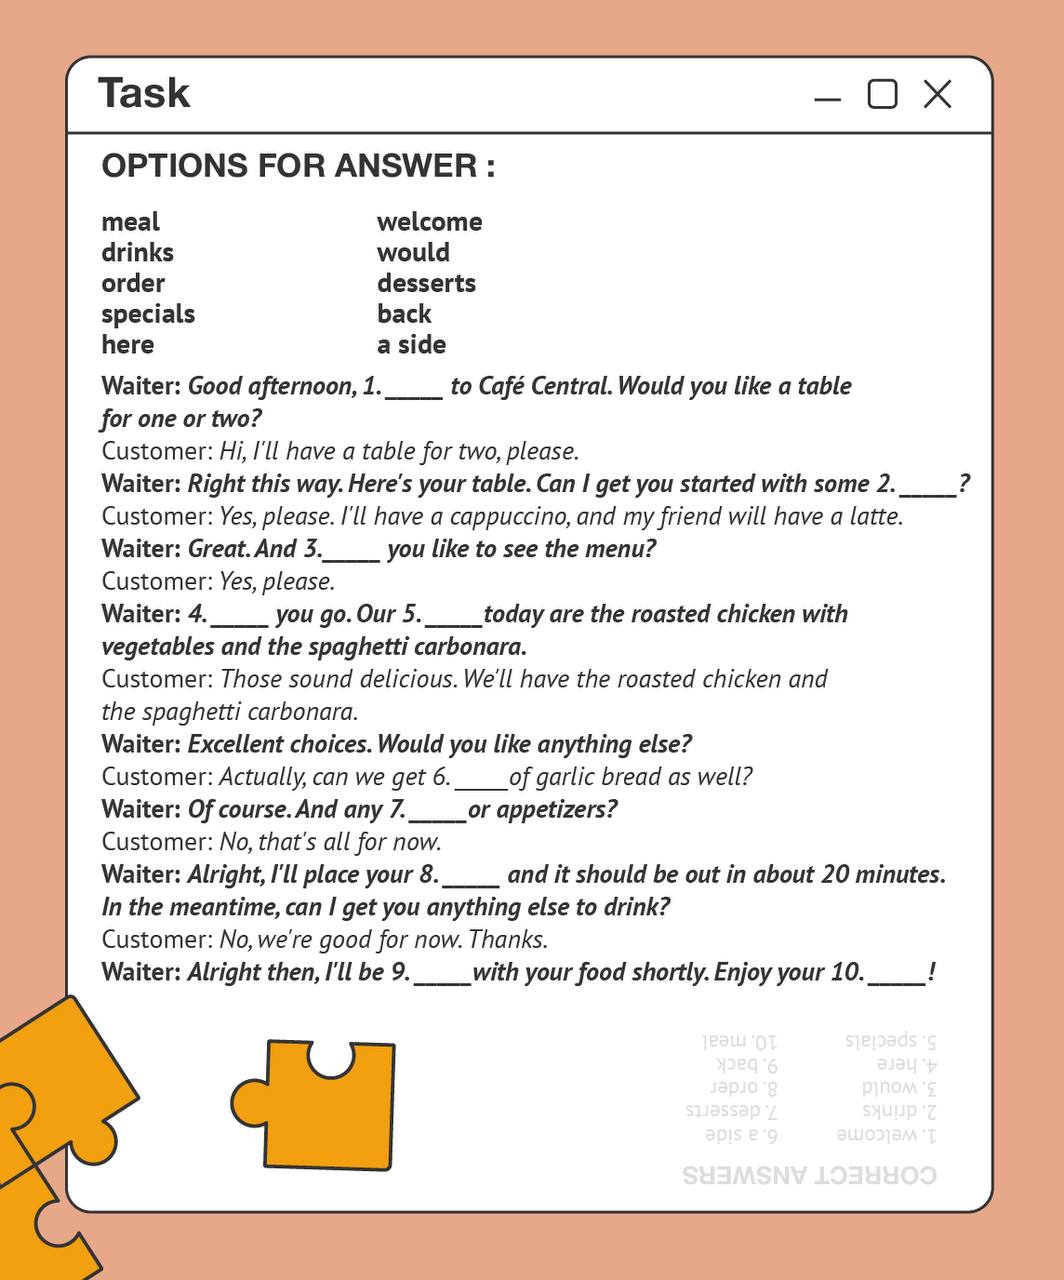 Task
OPTIONS FOR ANSWER :
meal
drinks
order
specials
here
welcome
would
desserts
back
a side
Waiter: Good afternoon, 1. _____ to Café Central. Would you like a table
for one or two?
Customer: Hi, I'll have a table for two, please.
Waiter: Right this way. Here's your table. Can I get you started with some 2. _____?
Customer: Yes, please. I'll have a cappuccino, and my friend will have a latte.
Waiter: Great. And 3._____ you like to see the menu?
Customer: Yes, please.
Waiter: 4. _____ you go. Our 5. _____today are the roasted chicken with
vegetables and the spaghetti carbonara.
Customer: Those sound delicious. We'll have the roasted chicken and
the spaghetti carbonara.
Waiter: Excellent choices. Would you like anything else?
Customer: Actually, can we get 6. _____of garlic bread as well?
Waiter: Of course. And any 7. _____or appetizers?
Customer: No, that's all for now.
Waiter: Alright, I'll place your 8. _____ and it should be out in about 20 minutes.
In the meantime, can I get you anything else to drink?
Customer: No, we're good for now. Thanks.
Waiter: Alright then, I'll be 9. _____with your food shortly. Enjoy your 10. _____!
CORRECT ANSWERS
1. welcome
2. drinks
3. would
4. here
5. specials
6. a side
7. desserts
8. order
9. back
10. meal